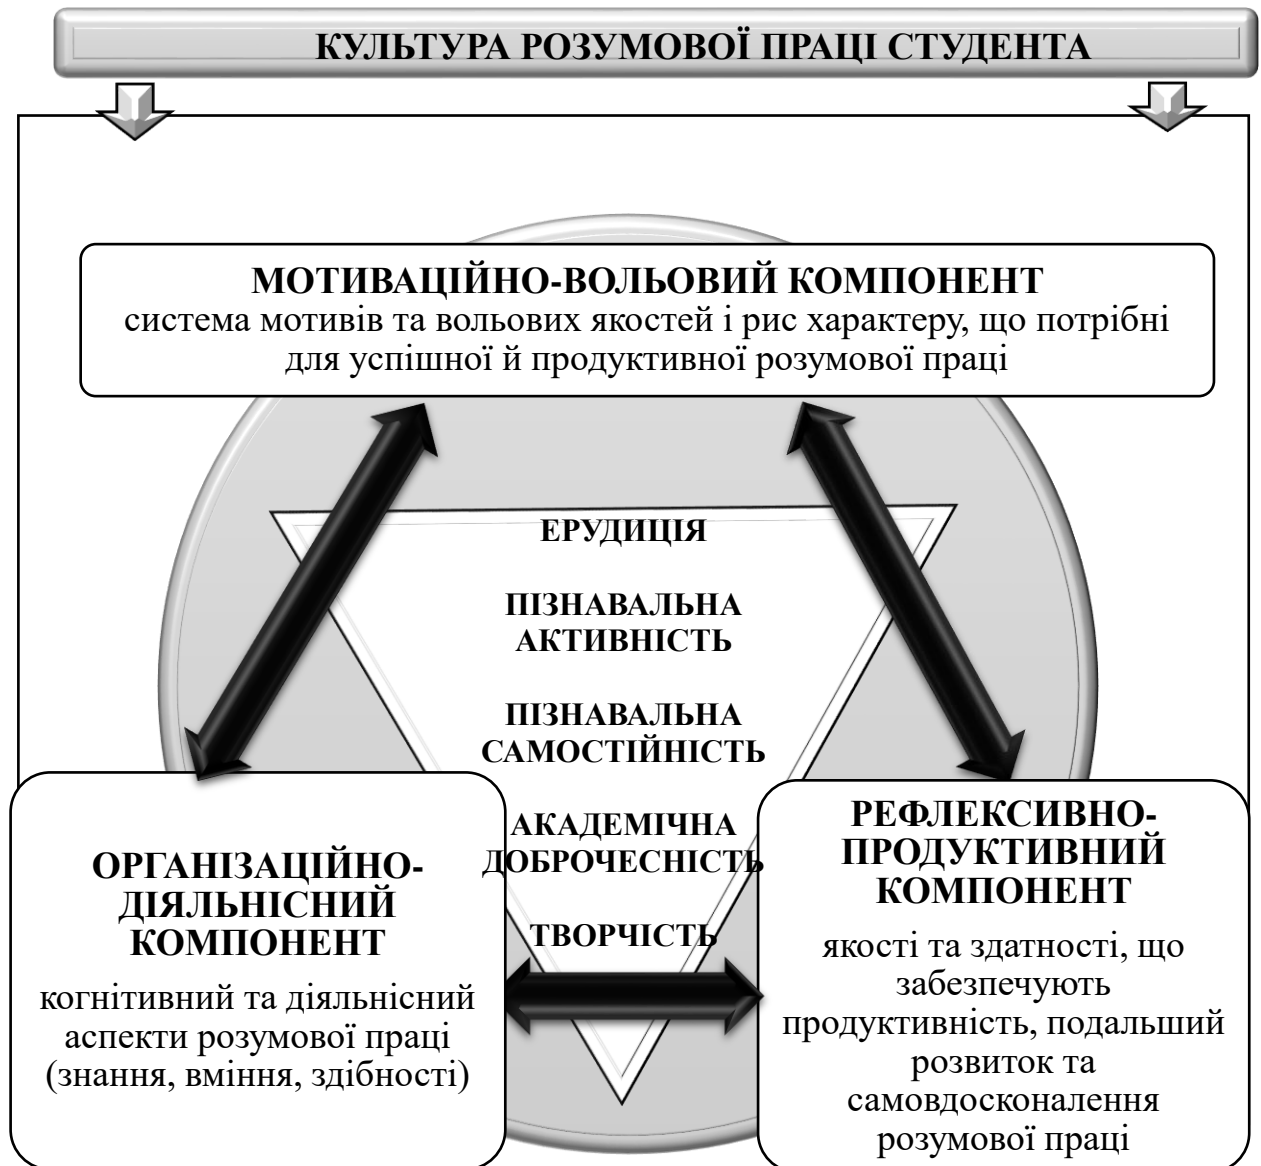 КУЛЬТУРА РОЗУМОВОЇ ПРАЦІ СТУДЕНТА
МОТИВАЦІЙНО-ВОЛЬОВИЙ КОМПОНЕНТ
система мотивів та вольових якостей і рис характеру, що потрібні
для успішної й продуктивної розумової праці
ЕРУДИЦІЯ
ПІЗНАВАЛЬНА
АКТИВНІСТЬ
ПІЗНАВАЛЬНА
САМОСТІЙНІСТЬ
АКАДЕМІЧНА
ДОБРОЧЕСНІСТЬ
ТВОРЧІСТЬ
ОРГАНІЗАЦІЙНО-
ДІЯЛЬНІСНИЙ
КОМПОНЕНТ
когнітивний та діяльнісний
аспекти розумової праці
(знання, вміння, здібності)
РЕФЛЕКСИВНО-
ПРОДУКТИВНИЙ
КОМПОНЕНТ
якості та здатності, що
забезпечують
продуктивність, подальший
розвиток та
самовдосконалення
розумової праці